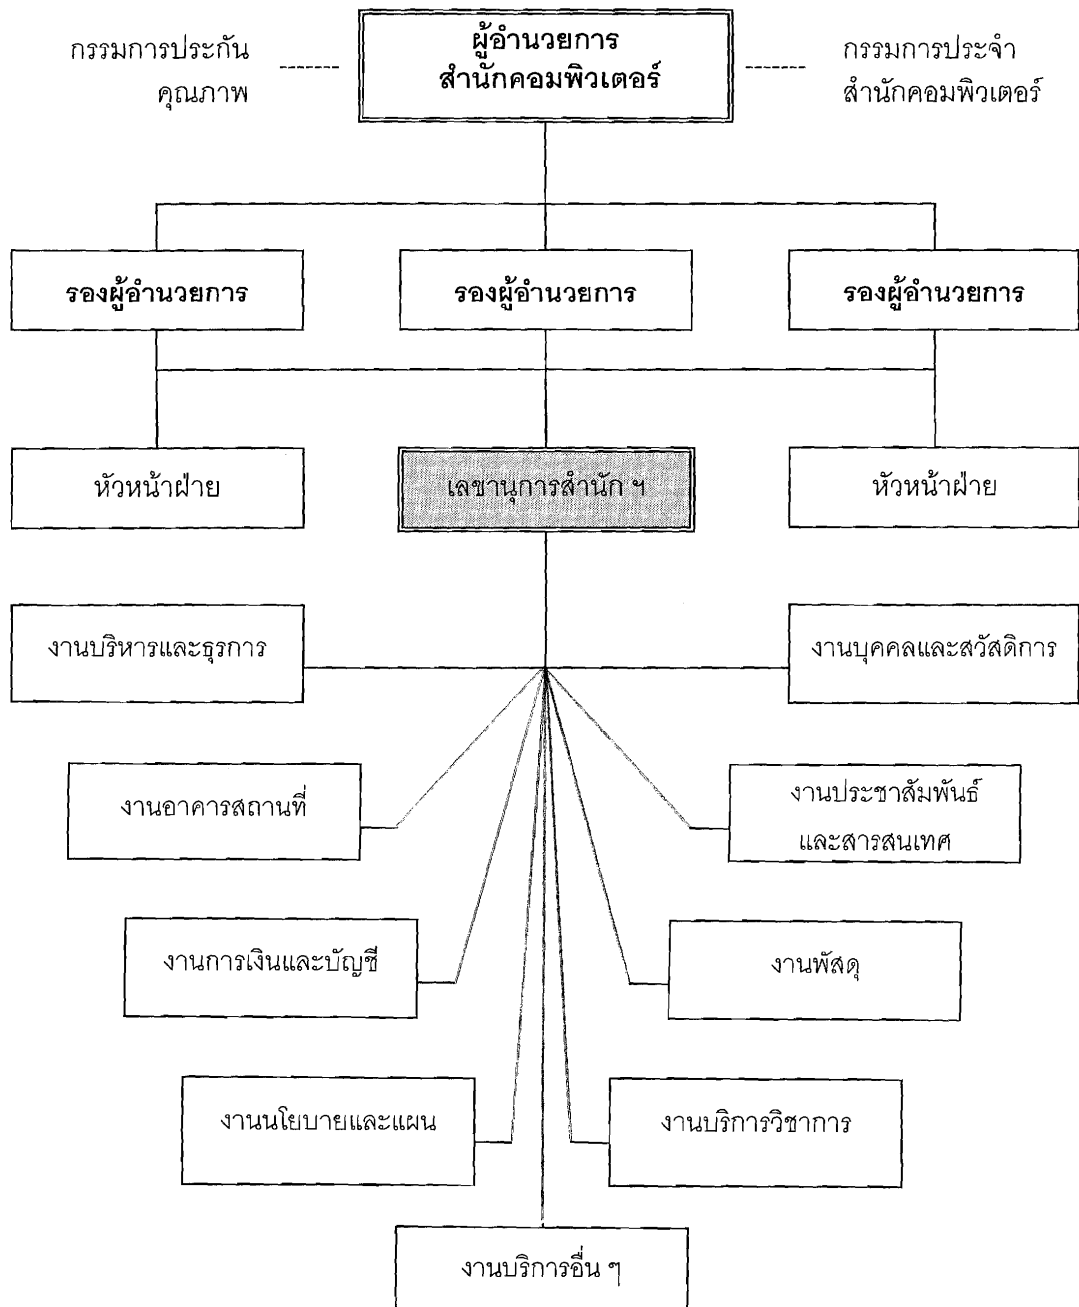 กรรมการประกัน
คุณภาพ
ผู้อำนวยการ
สำนักคอมพิวเตอร์
กรรมการประจำ
สำนักคอมพิวเตอร์
รองผู้อำนวยการ
รองผู้อำนวยการ
รองผู้อำนวยการ
หัวหน้าฝ่าย
เลขานุการสำนัก ฯ
หัวหน้าฝ่าย
งานบริหารและธุรการ
งานบุคคลและสวัสดิการ
งานอาคารสถานที่
งานประชาสัมพันธ์
และสารสนเทศ
งานการเงินและบัญชี
งานพัสดุ
งานนโยบายและแผน
งานบริการวิชาการ
งานบริการอื่น ๆ